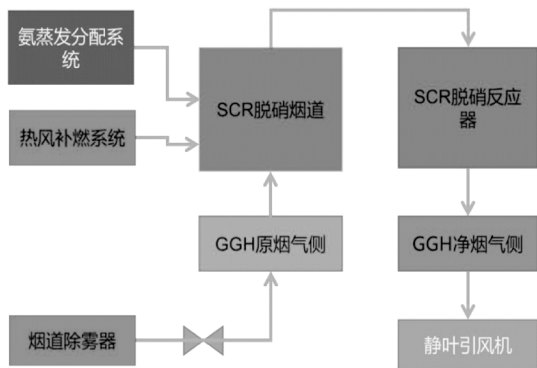 氨蒸发分配系
统
热风补燃系统
SCR脱硝烟道
SCR脱硝反应
器
GGH原烟气侧
GGH净烟气侧
烟道除雾器
静叶引风机